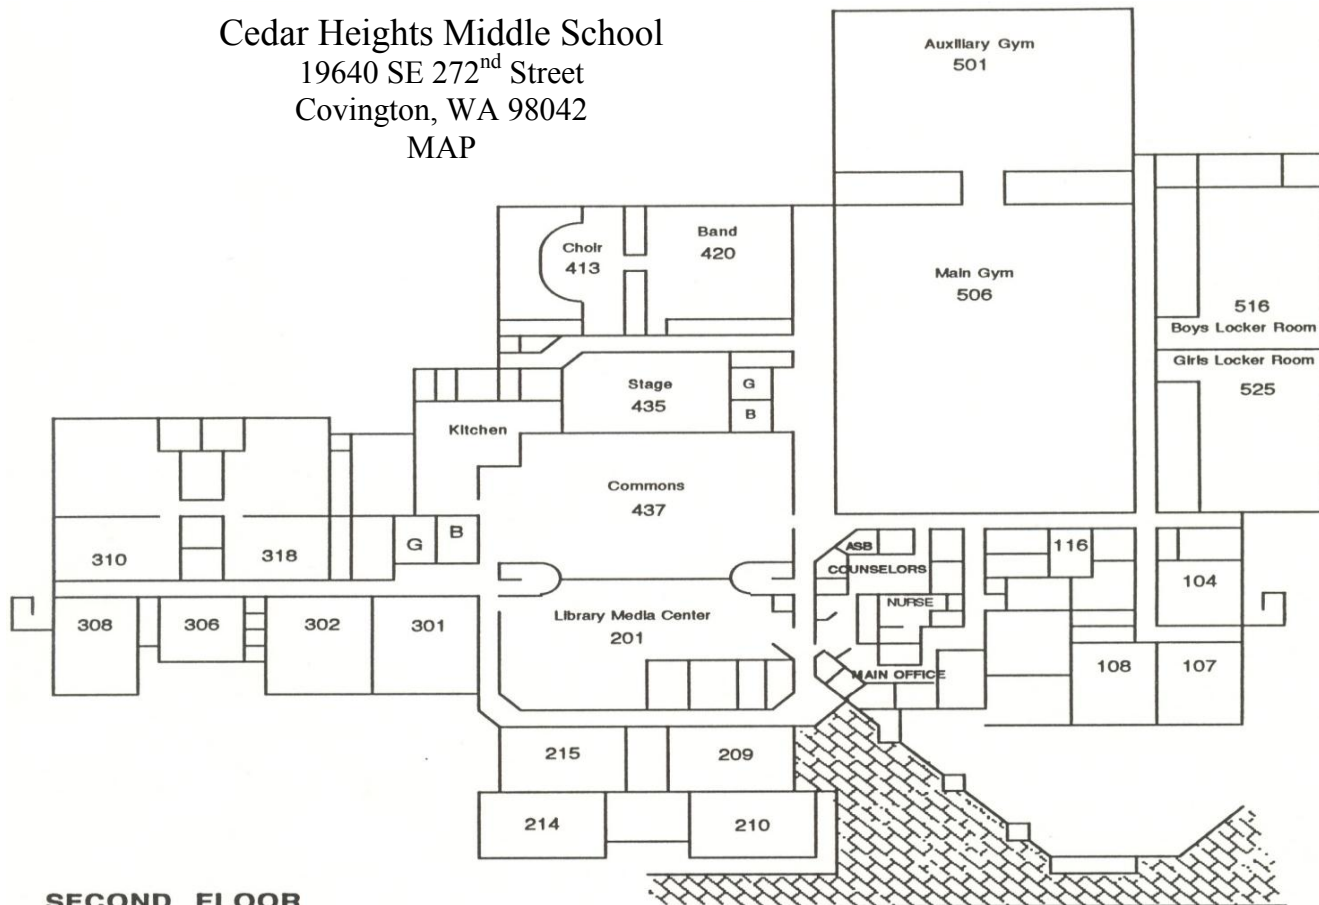 Cedar Heights Middle School
19640 SE 272nd Street
Covington, WA 98042
MAP
Auxiliary Gym
501
Choir
413
Band
420
Main Gym
506
516
Boys Locker Room
Girls Locker Room
525
Stage
435
G
B
Kitchen
Commons
437
310
318
G
B
ASB
COUNSELORS
116
104
NURSE
308
306
302
301
Library Media Center
201
MAIN OFFICE
108
107
215
209
214
210
SECOND FLOOR